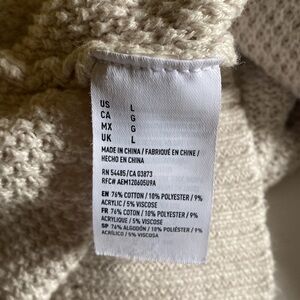 US L
CA G
MX G
UK L
MADE IN CHINA / FABRIQUÉ EN CHINE /
HECHO EN CHINA
RN 54485/CA 03873
RFC# AEM120605U9A
EN 76% COTTON / 10% POLYESTER / 9%
ACRYLIC / 5% VISCOSE
FR 76% COTON / 10% POLYESTER / 9%
ACRYLIQUE / 5% VISCOSE
SP 76% ALGODÓN / 10% POLIÉSTER / 9%
ACRÍLICO / 5% VISCOSA